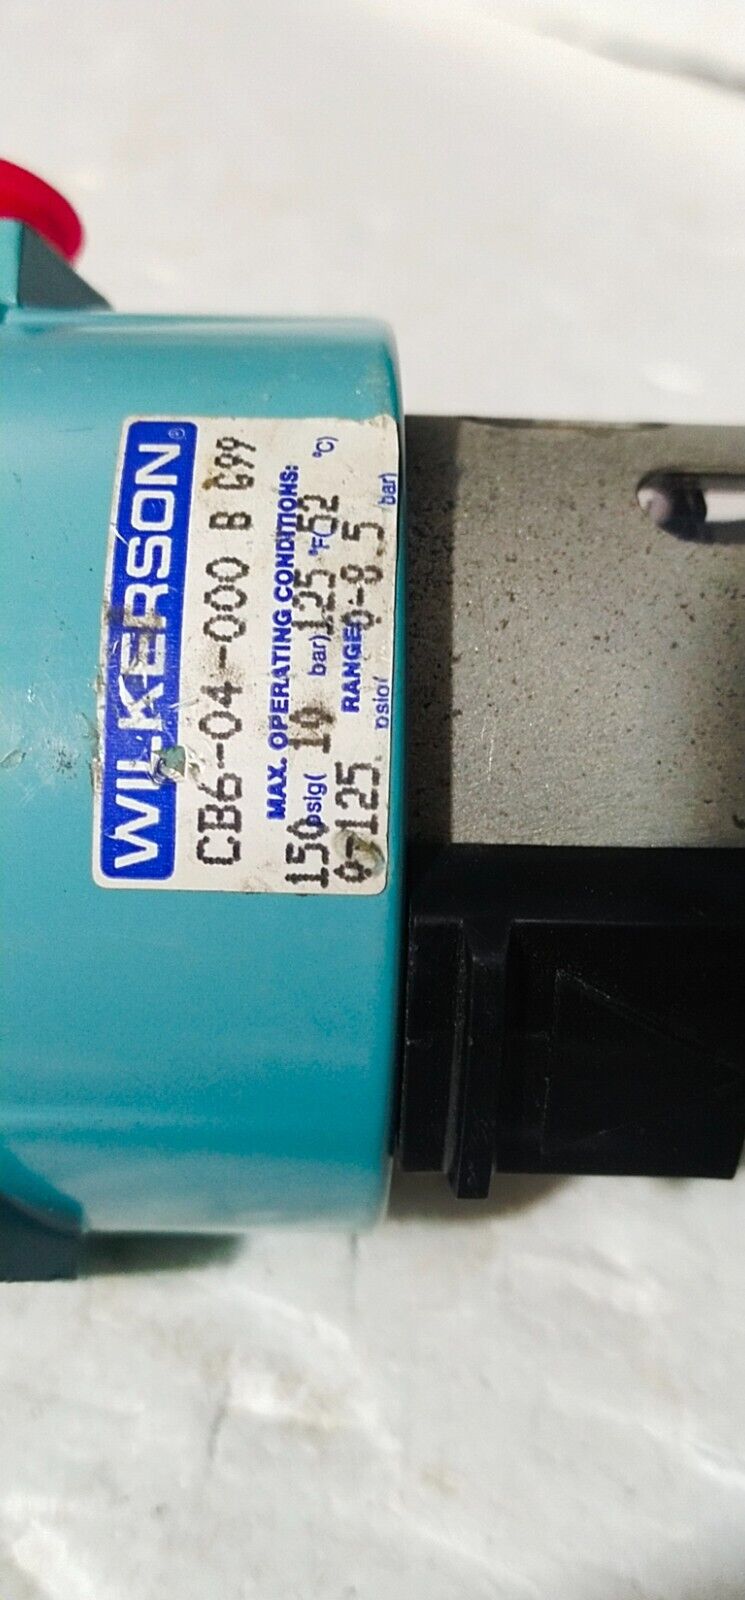 WILKERSON®
CB6-04-000 B G99
MAX. OPERATING CONDITIONS:
150 psig( 10 bar) 125 °F( 52 °C)
RANGE:
0-125 psig( 0-8.5 bar)